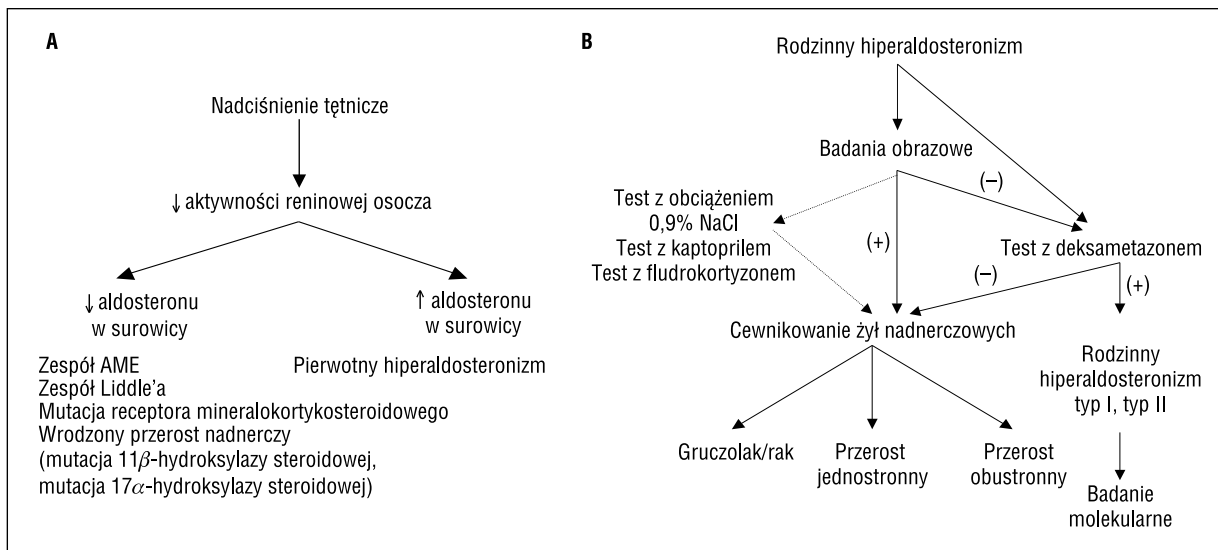 A
Nadciśnienie tętnicze
↓ aktywności reninowej osocza
↓ aldosteronu
w surowicy
↑ aldosteronu
w surowicy
Zespół AME
Zespół Liddle'a
Mutacja receptora mineralokortykosteroidowego
Wrodzony przerost nadnerczy
(mutacja 11β-hydroksylazy steroidowej,
mutacja 17α-hydroksylazy steroidowej)
Pierwotny hiperaldosteronizm
B
Rodzinny hiperaldosteronizm
Badania obrazowe
(–)
Test z obciążeniem
0,9% NaCl
Test z kaptoprilem
Test z fludrokortyzonem
(+)
Test z deksametazonem
(–)
(+)
Cewnikowanie żył nadnerczowych
Rodzinny
hiperaldosteronizm
typ I, typ II
Gruczolak/rak
Przerost
jednostronny
Przerost
obustronny
Badanie
molekularne